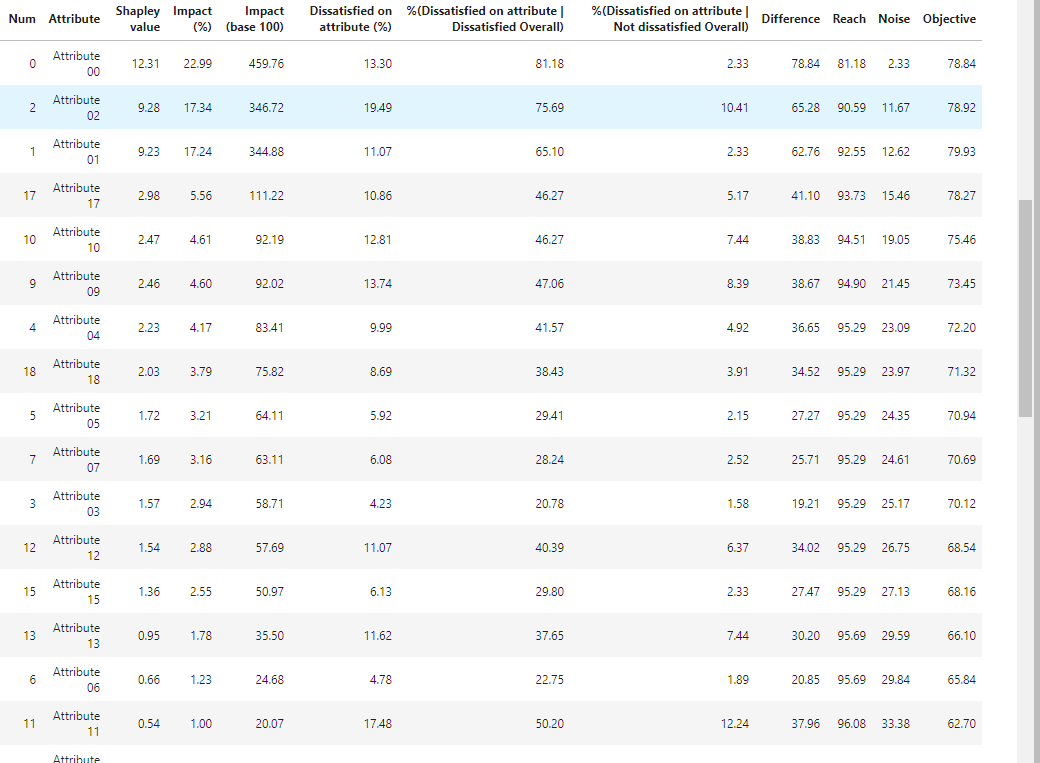 Num Attribute Shapley value Impact (%) Impact (base 100) Dissatisfied on attribute (%) %(Dissatisfied on attribute | Dissatisfied Overall) %(Dissatisfied on attribute | Not dissatisfied Overall) Difference Reach Noise Objective
0 Attribute 00 12.31 22.99 459.76 13.30 81.18 2.33 78.84 81.18 2.33 78.84
2 Attribute 02 9.28 17.34 346.72 19.49 75.69 10.41 65.28 90.59 11.67 78.92
1 Attribute 01 9.23 17.24 344.88 11.07 65.10 2.33 62.76 92.55 12.62 79.93
17 Attribute 17 2.98 5.56 111.22 10.86 46.27 5.17 41.10 93.73 15.46 78.27
10 Attribute 10 2.47 4.61 92.19 12.81 46.27 7.44 38.83 94.51 19.05 75.46
9 Attribute 09 2.46 4.60 92.02 13.74 47.06 8.39 38.67 94.90 21.45 73.45
4 Attribute 04 2.23 4.17 83.41 9.99 41.57 4.92 36.65 95.29 23.09 72.20
18 Attribute 18 2.03 3.79 75.82 8.69 38.43 3.91 34.52 95.29 23.97 71.32
5 Attribute 05 1.72 3.21 64.11 5.92 29.41 2.15 27.27 95.29 24.35 70.94
7 Attribute 07 1.69 3.16 63.11 6.08 28.24 2.52 25.71 95.29 24.61 70.69
3 Attribute 03 1.57 2.94 58.71 4.23 20.78 1.58 19.21 95.29 25.17 70.12
12 Attribute 12 1.54 2.88 57.69 11.07 40.39 6.37 34.02 95.29 26.75 68.54
15 Attribute 15 1.36 2.55 50.97 6.13 29.80 2.33 27.47 95.29 27.13 68.16
13 Attribute 13 0.95 1.78 35.50 11.62 37.65 7.44 30.20 95.69 29.59 66.10
6 Attribute 06 0.66 1.23 24.68 4.78 22.75 1.89 20.85 95.69 29.84 65.84
11 Attribute 11 0.54 1.00 20.07 17.48 50.20 12.24 37.96 96.08 33.38 62.70
Attribute